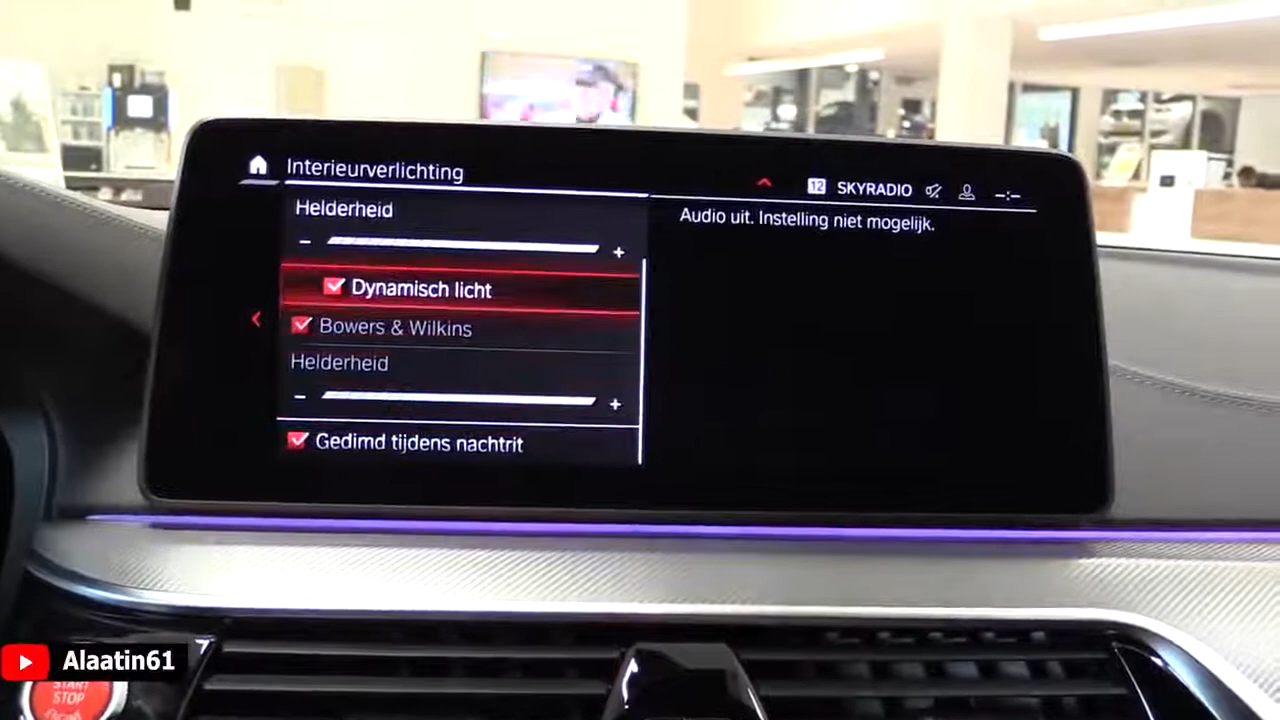 Interieurverlichting
12 SKYRADIO --:--
Helderheid
- +
Audio uit. Instelling niet mogelijk.
Dynamisch licht
Bowers & Wilkins
Helderheid
- +
Gedimd tijdens nachtrit
Alaatin61
START
STOP